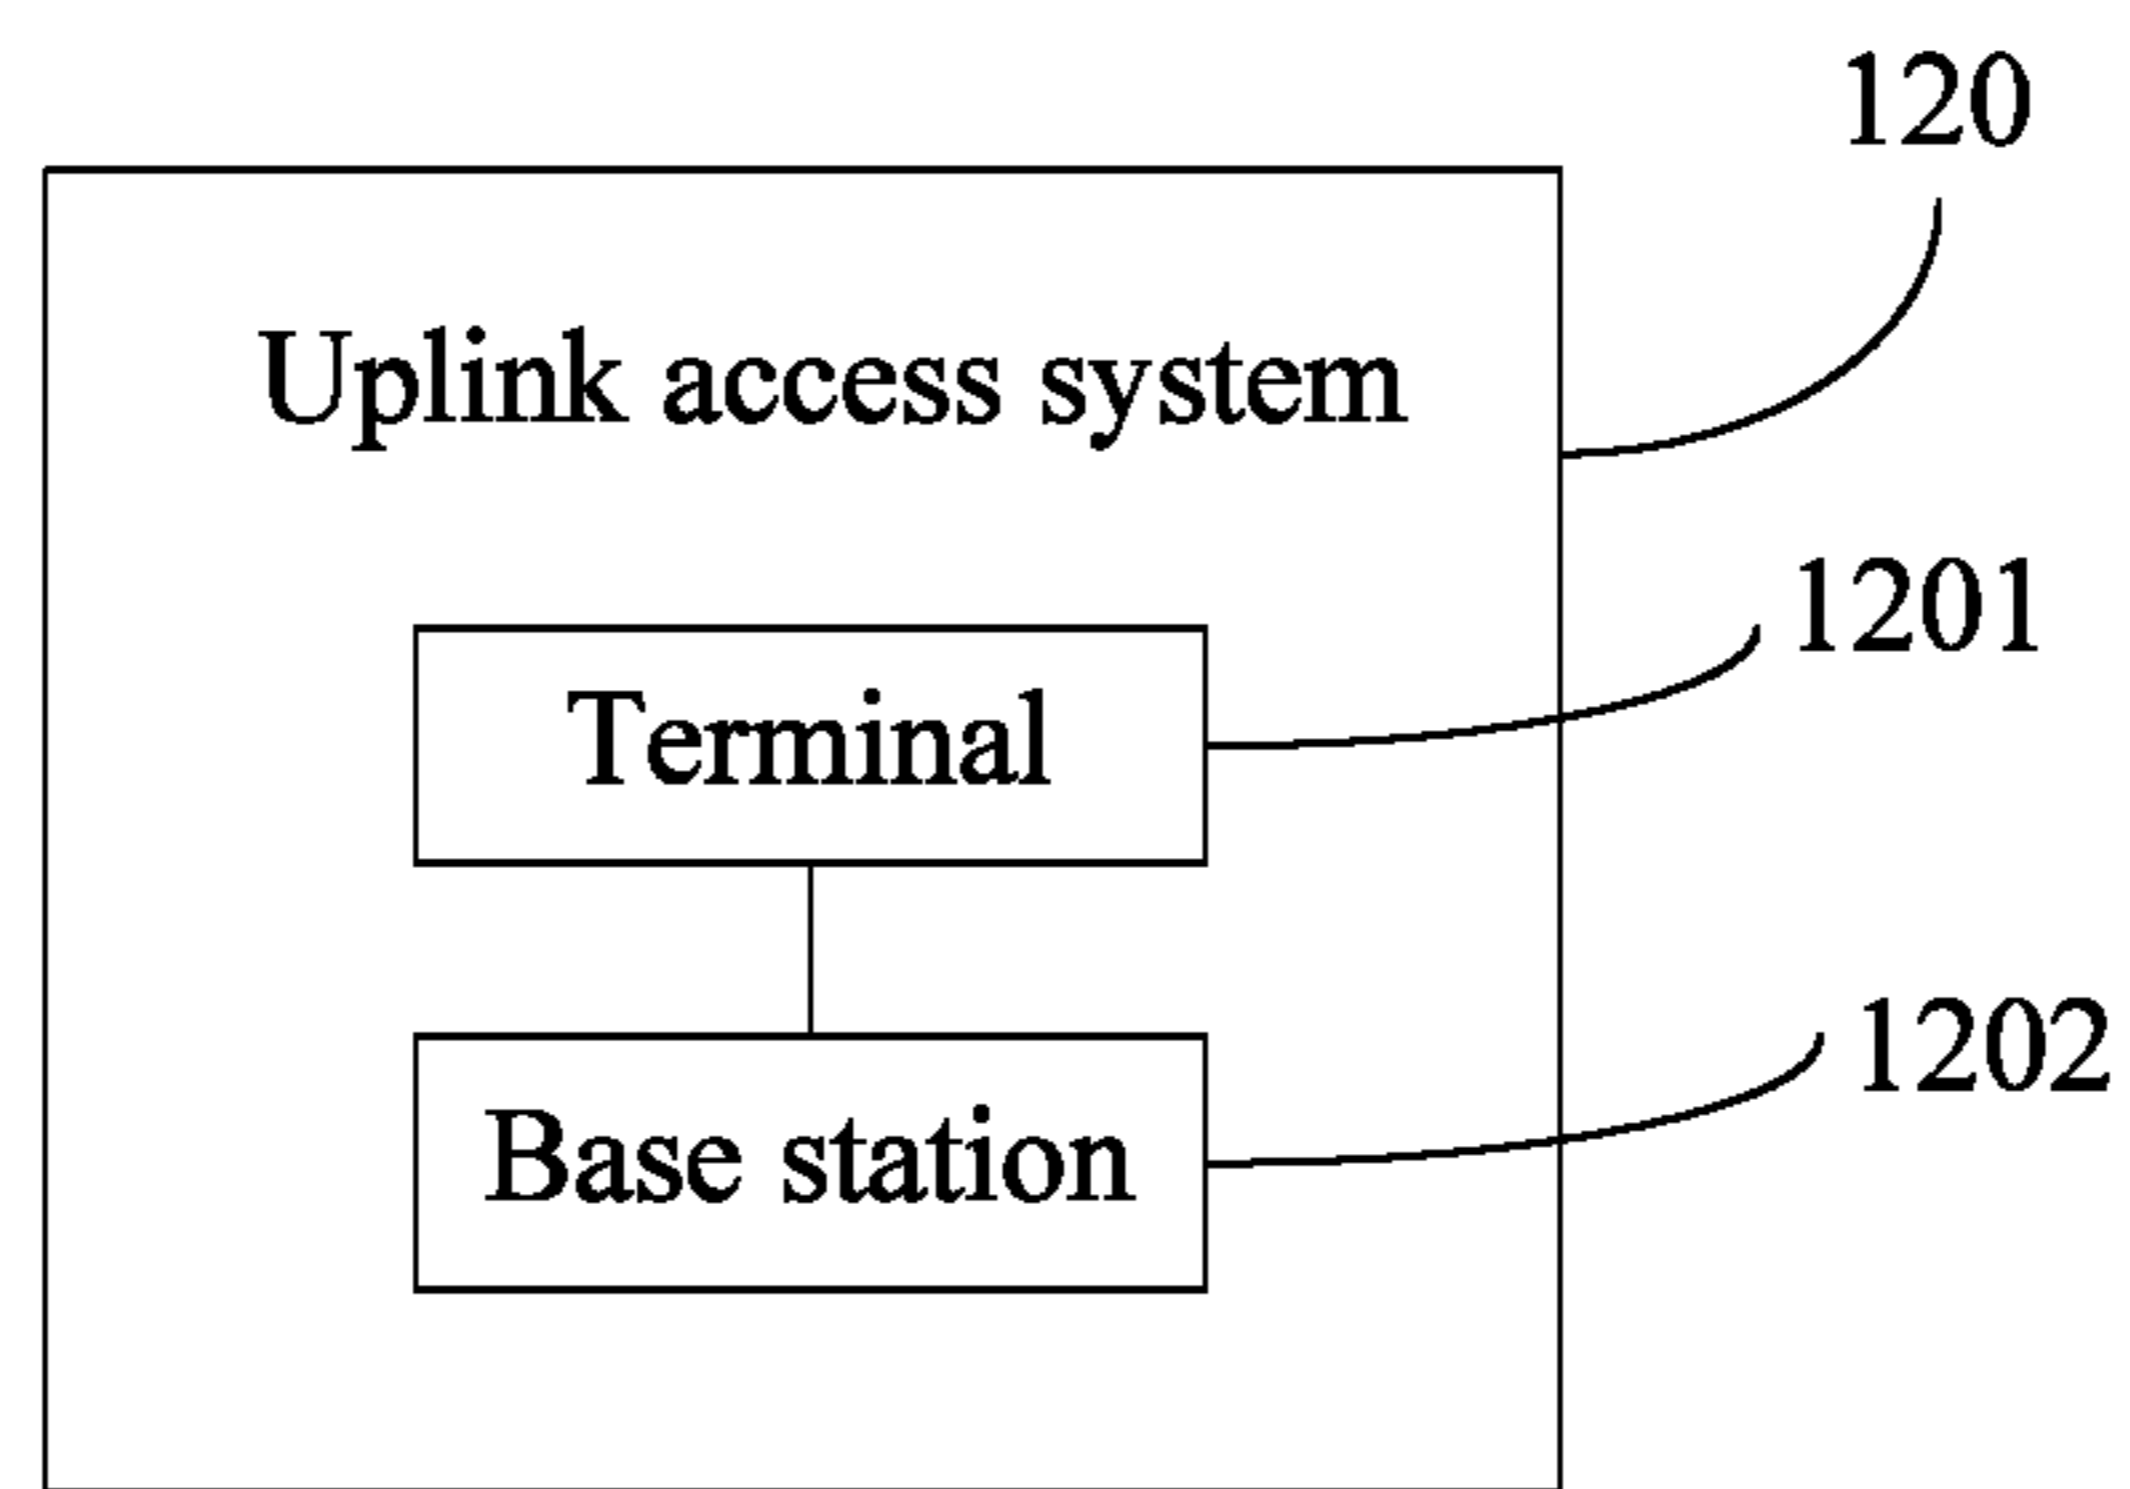 120
Uplink access system
1201
Terminal
1202
Base station